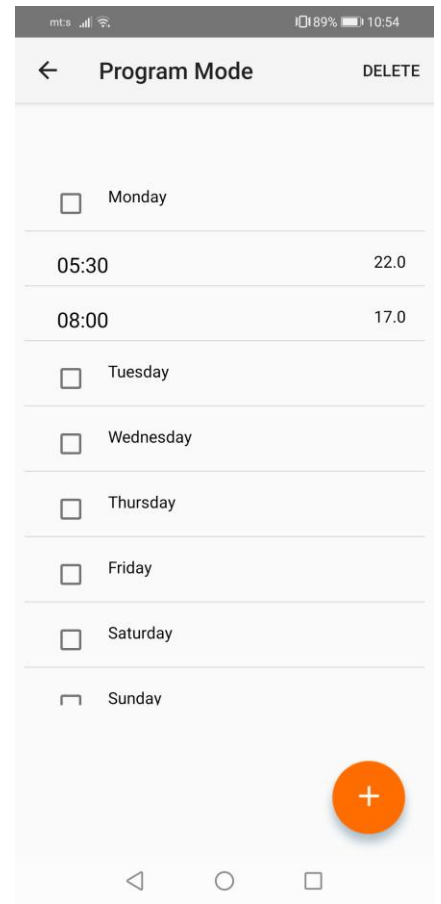 mt:s 89% 10:54
Program Mode DELETE
Monday
05:30 22.0
08:00 17.0
Tuesday
Wednesday
Thursday
Friday
Saturday
Sunday
+